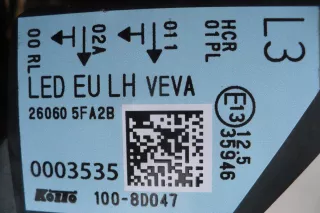 00 RL
02A
011
HCR
01PL
L3
LED EU LH VEVA
26060 5FA2B
E13
12,5
35946
0003535
KOITO
100-8D047